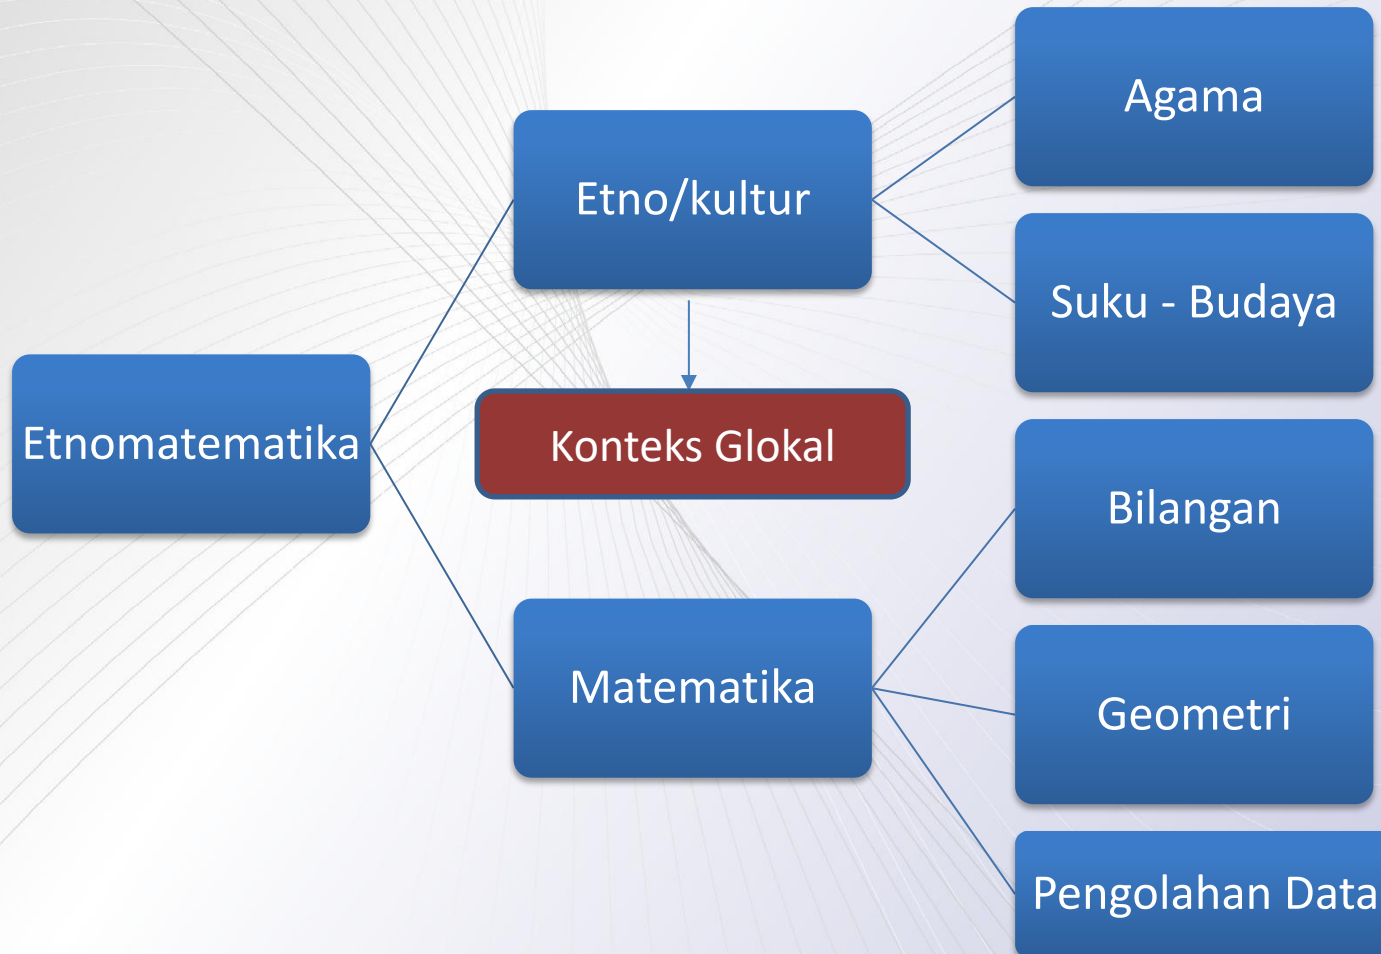 Agama
Etno/kultur
Suku - Budaya
Etnomatematika
Konteks Glokal
Bilangan
Matematika
Geometri
Pengolahan Data